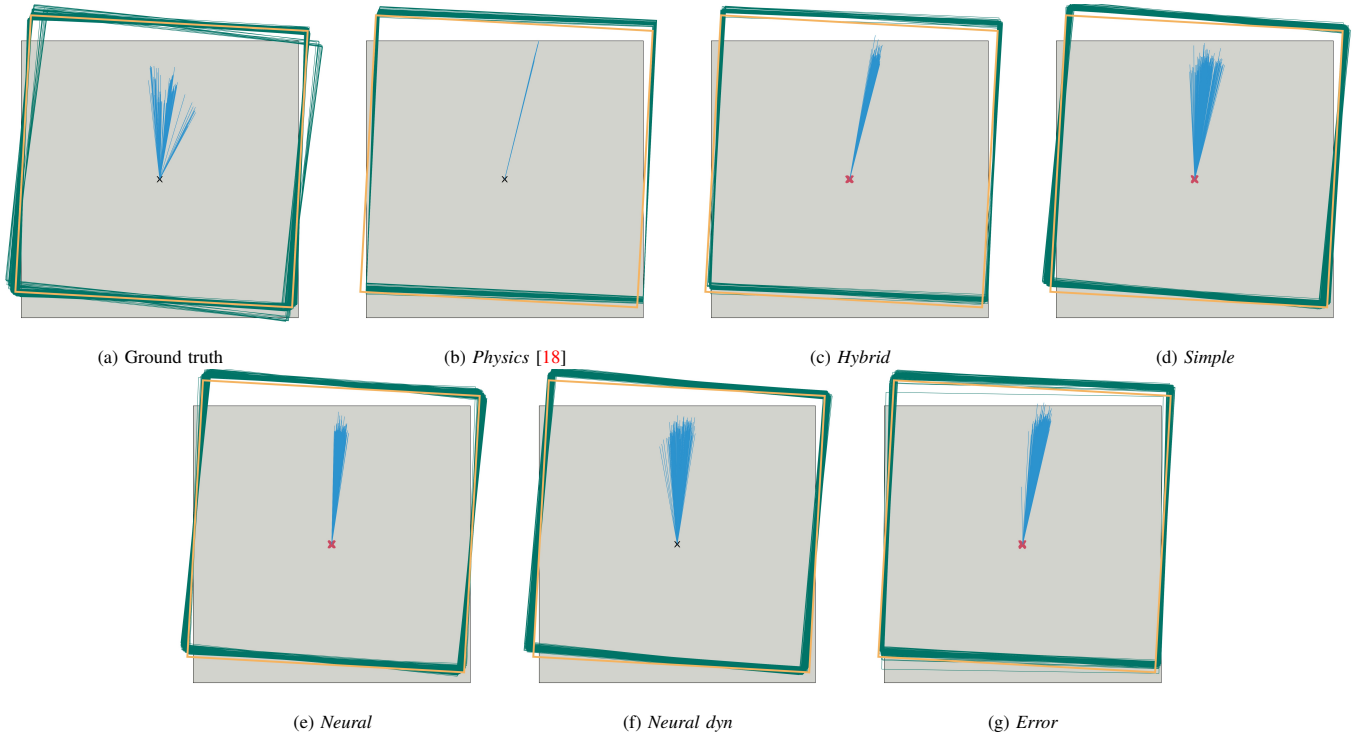 (a) Ground truth
(b) Physics [18]
(c) Hybrid
(d) Simple
(e) Neural
(f) Neural dyn
(g) Error